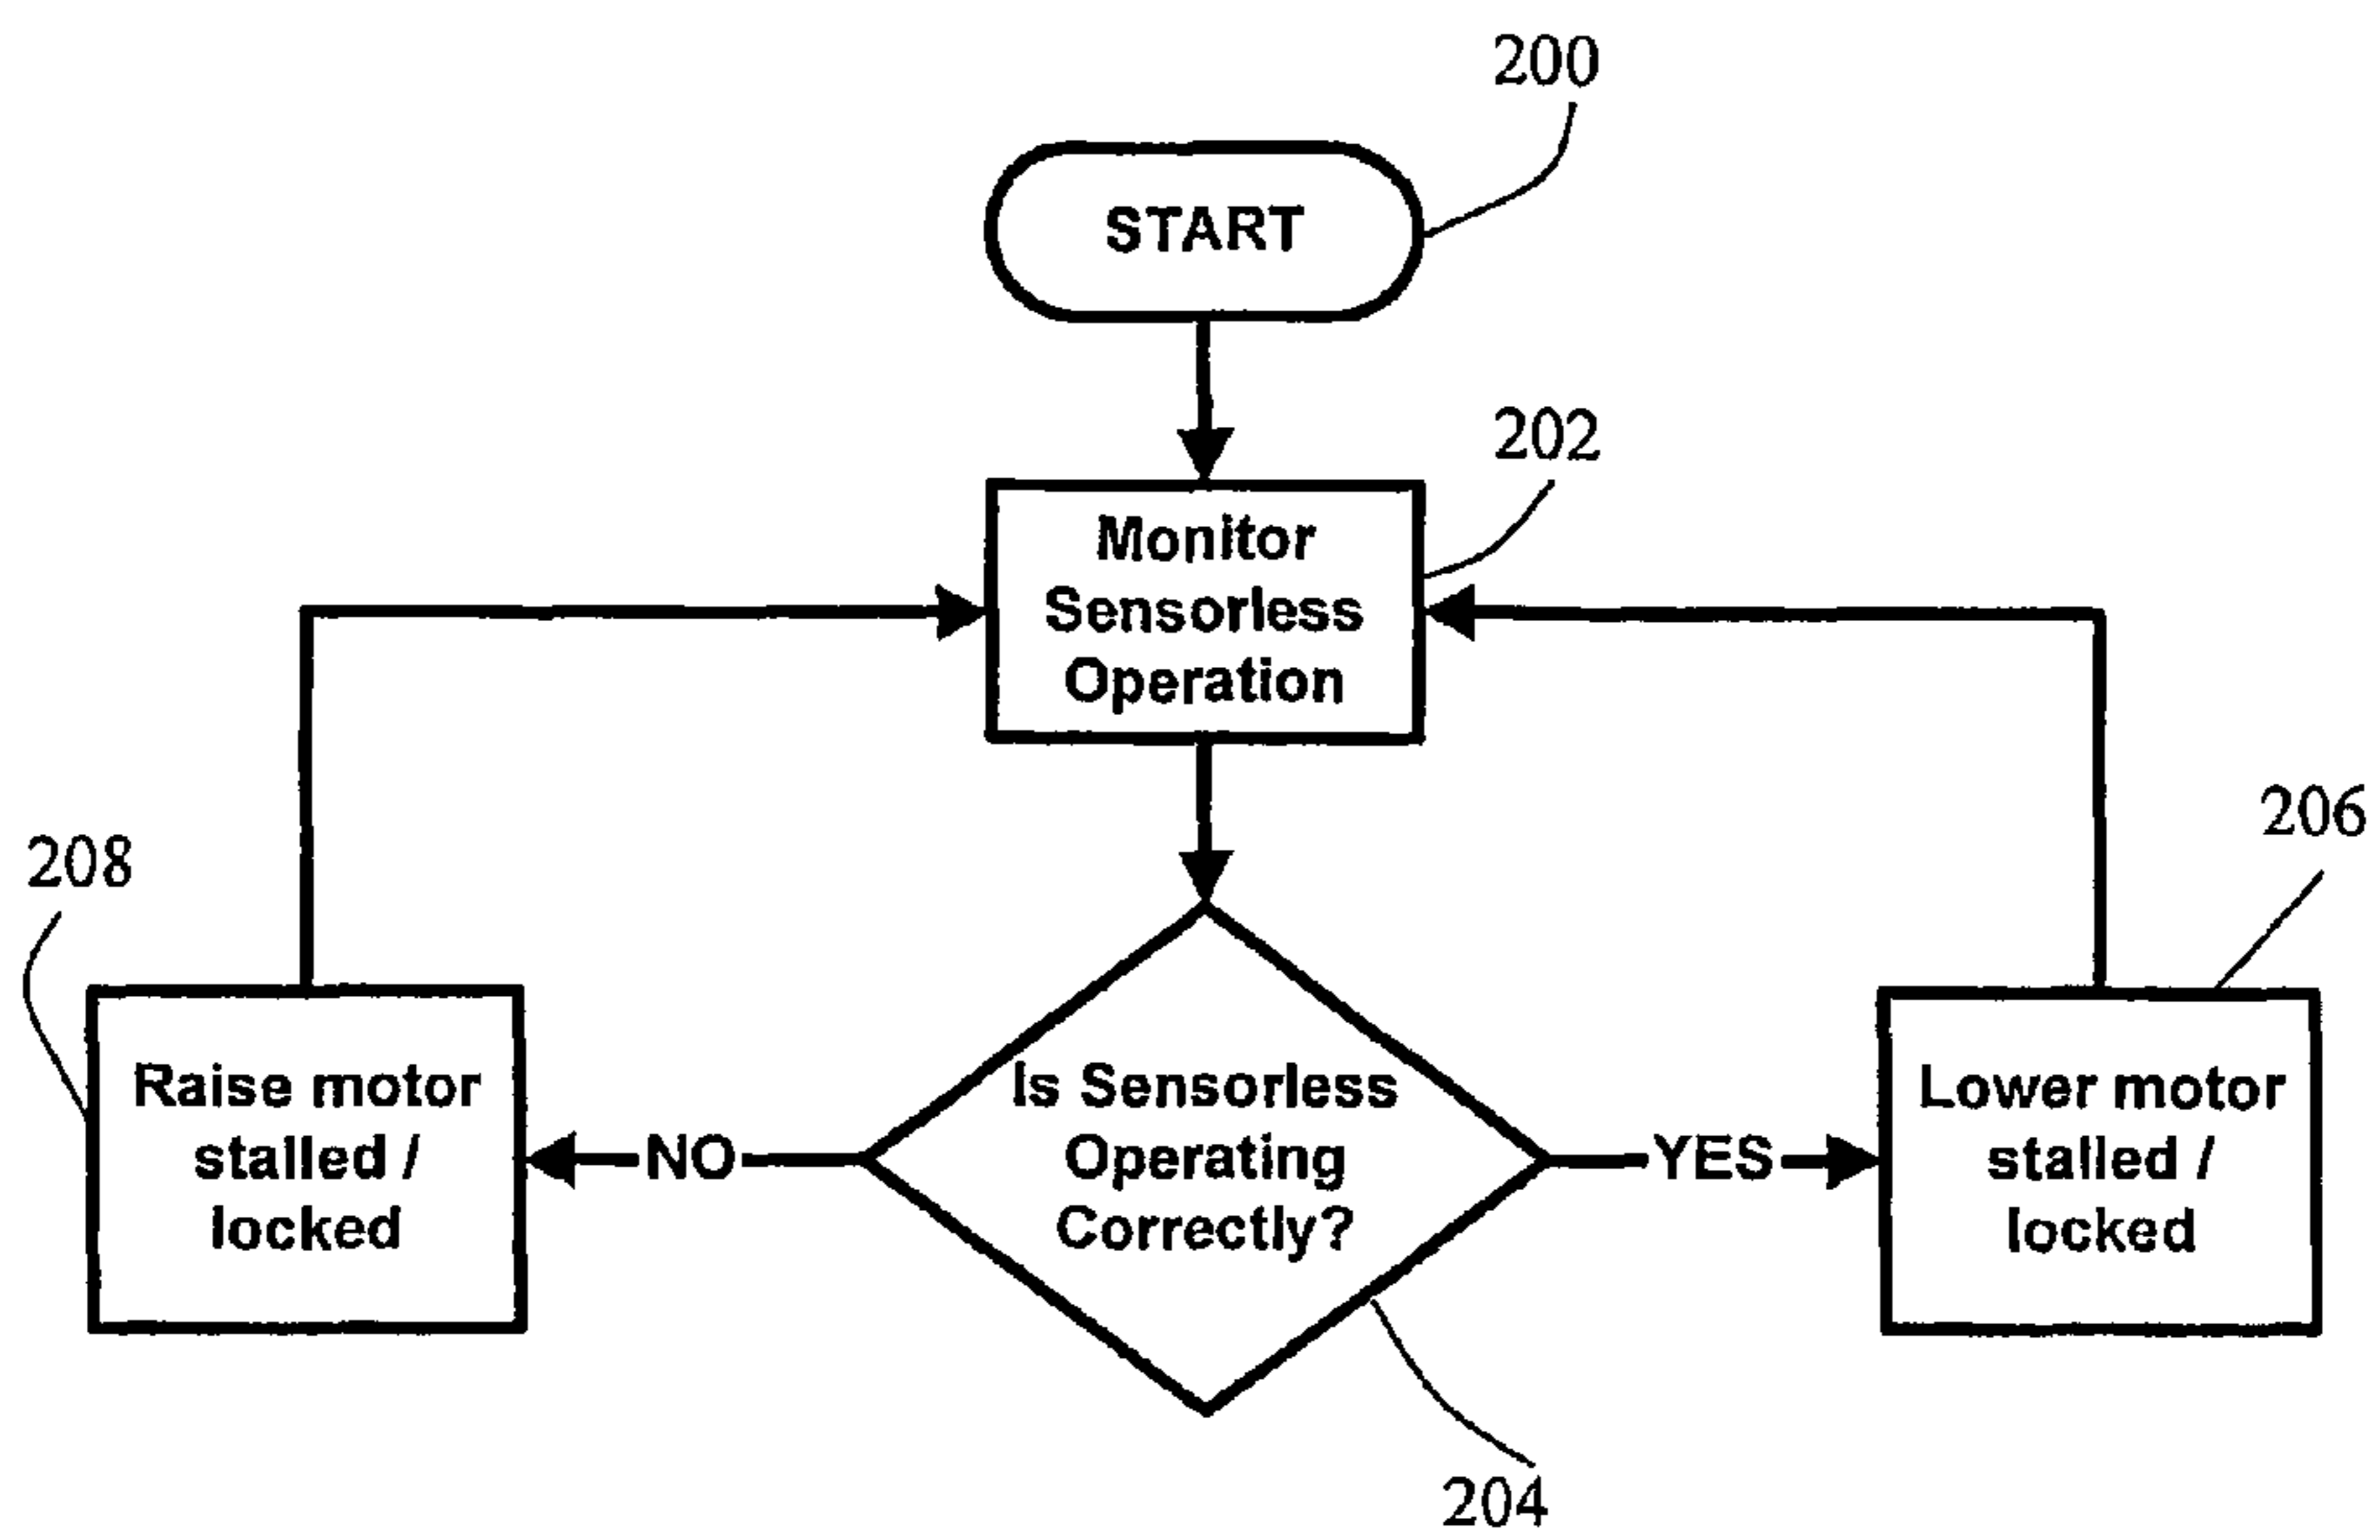 200
START
202
Monitor
Sensorless
Operation
206
208
Raise motor
stalled /
locked
NO
Is Sensorless
Operating
Correctly?
YES
Lower motor
stalled /
locked
204